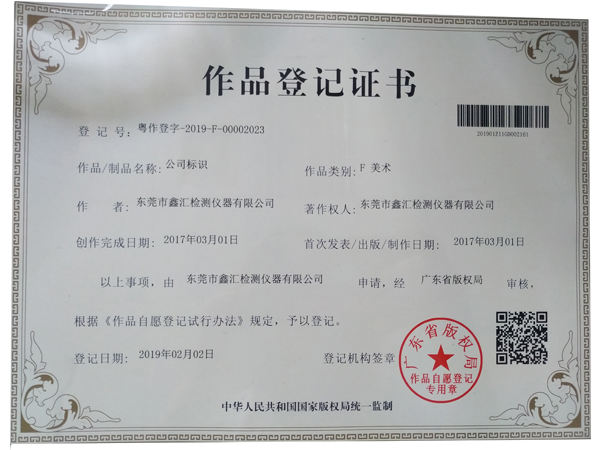 作品登记证书
登 记 号: 粤作登字-2019-F-00002023
201901Z11G0002161
作品/制品名称: 公司标识 作品类别: F 美术
作 者: 东莞市鑫汇检测仪器有限公司 著作权人: 东莞市鑫汇检测仪器有限公司
创作完成日期: 2017年03月01日 首次发表/出版/制作日期: 2017年03月01日
以上事项, 由 东莞市鑫汇检测仪器有限公司 申请, 经 广东省版权局 审核,
根据《作品自愿登记试行办法》规定, 予以登记。
登记日期: 2019年02月02日 登记机构签章
广东省版权局
作品自愿登记
专用章
中华人民共和国国家版权局统一监制